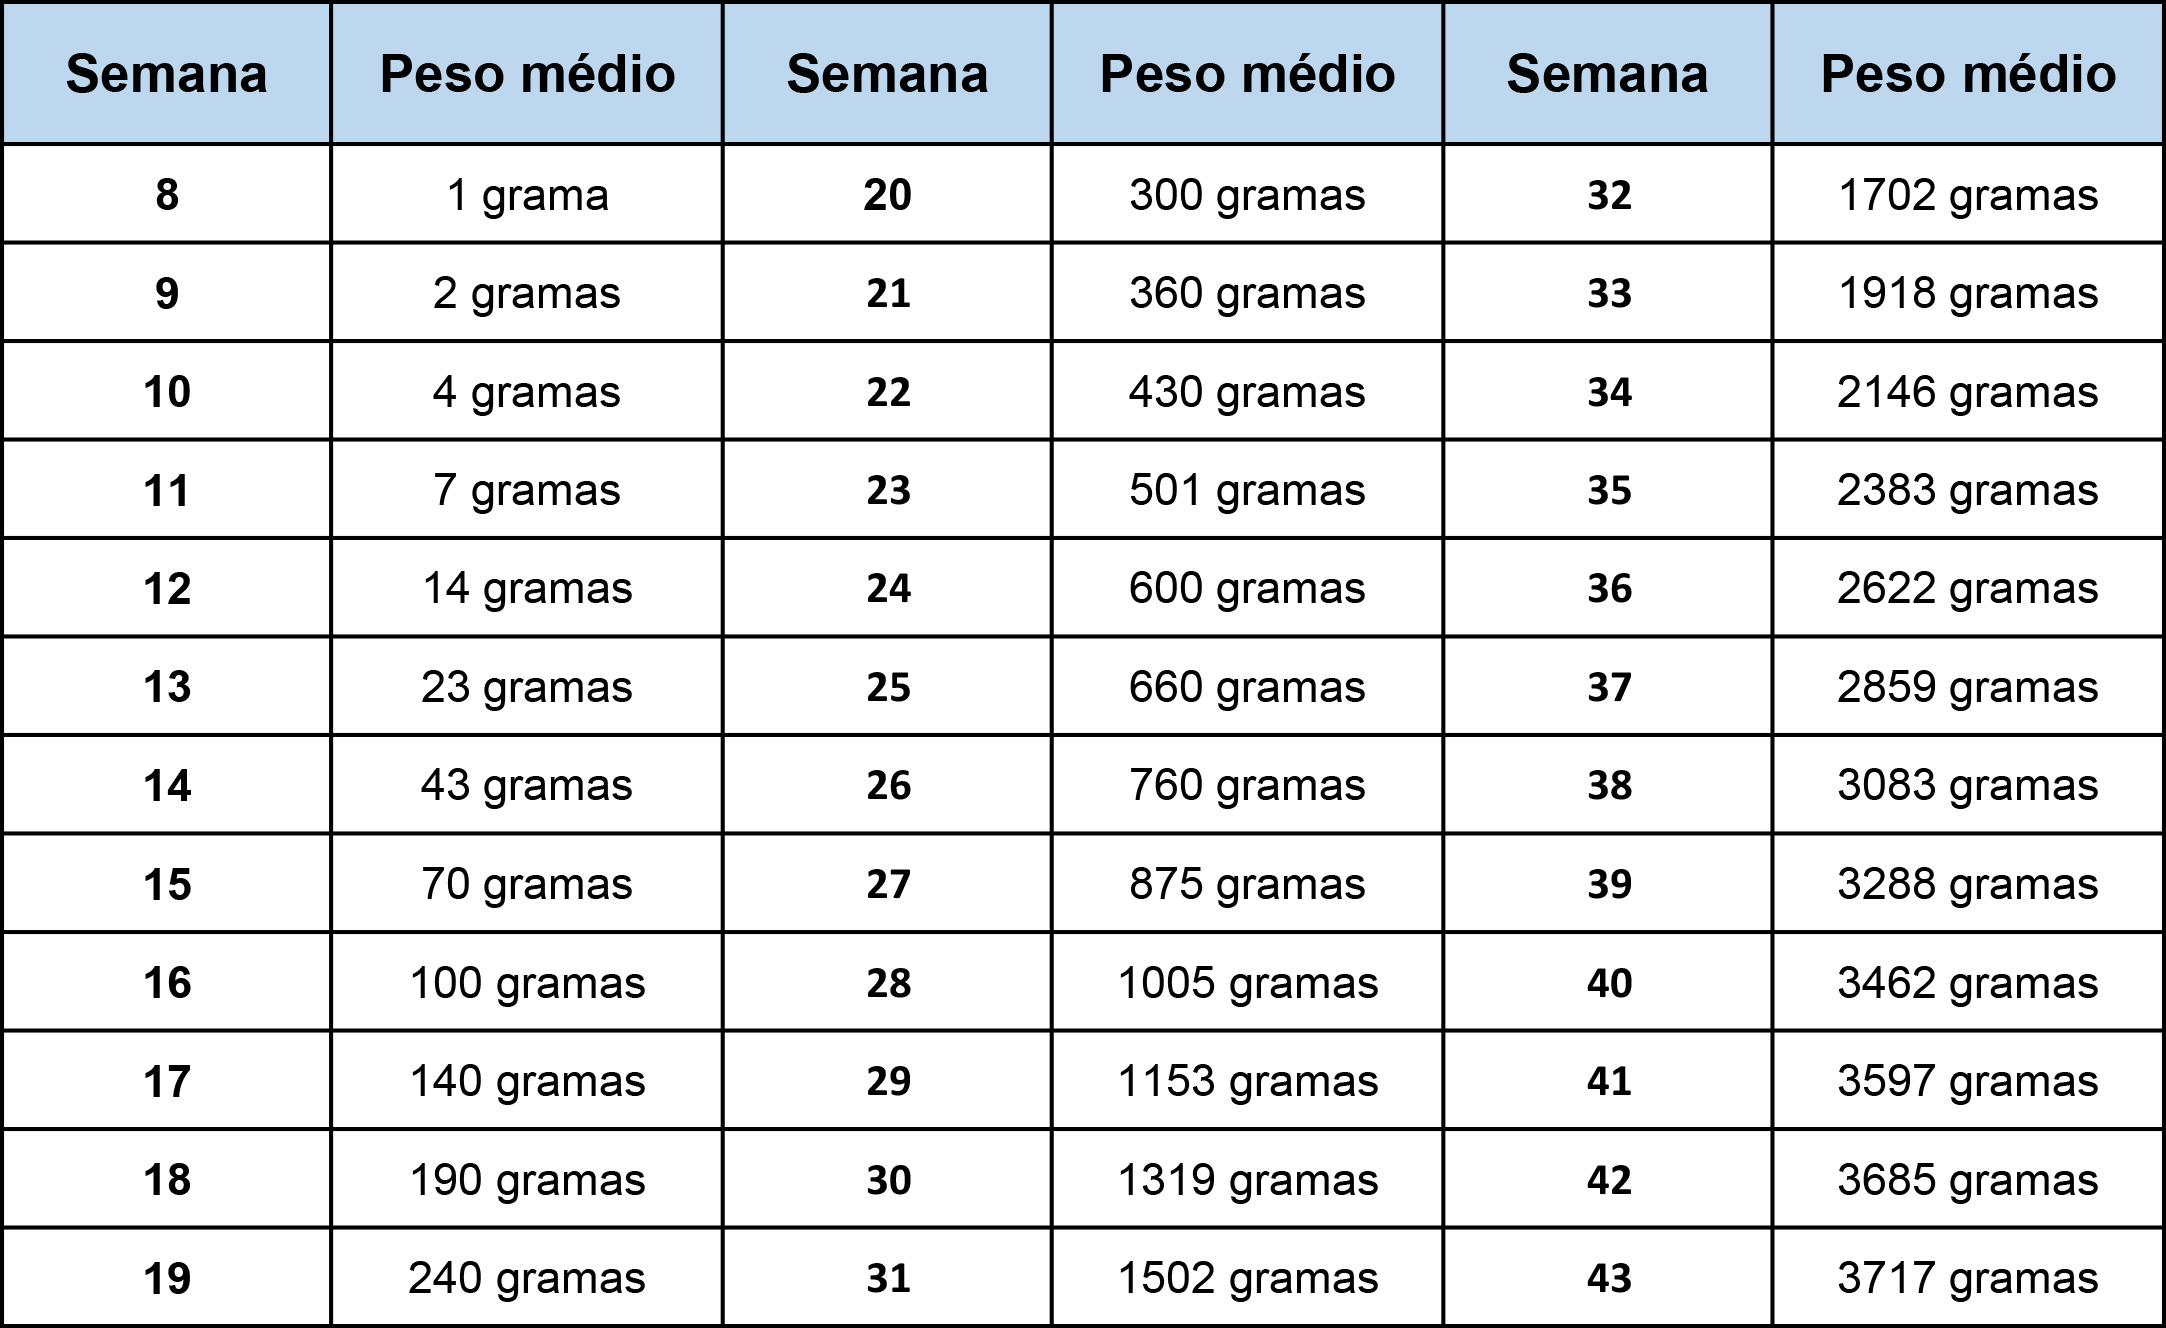 Semana Peso médio Semana Peso médio Semana Peso médio
8 1 grama 20 300 gramas 32 1702 gramas
9 2 gramas 21 360 gramas 33 1918 gramas
10 4 gramas 22 430 gramas 34 2146 gramas
11 7 gramas 23 501 gramas 35 2383 gramas
12 14 gramas 24 600 gramas 36 2622 gramas
13 23 gramas 25 660 gramas 37 2859 gramas
14 43 gramas 26 760 gramas 38 3083 gramas
15 70 gramas 27 875 gramas 39 3288 gramas
16 100 gramas 28 1005 gramas 40 3462 gramas
17 140 gramas 29 1153 gramas 41 3597 gramas
18 190 gramas 30 1319 gramas 42 3685 gramas
19 240 gramas 31 1502 gramas 43 3717 gramas